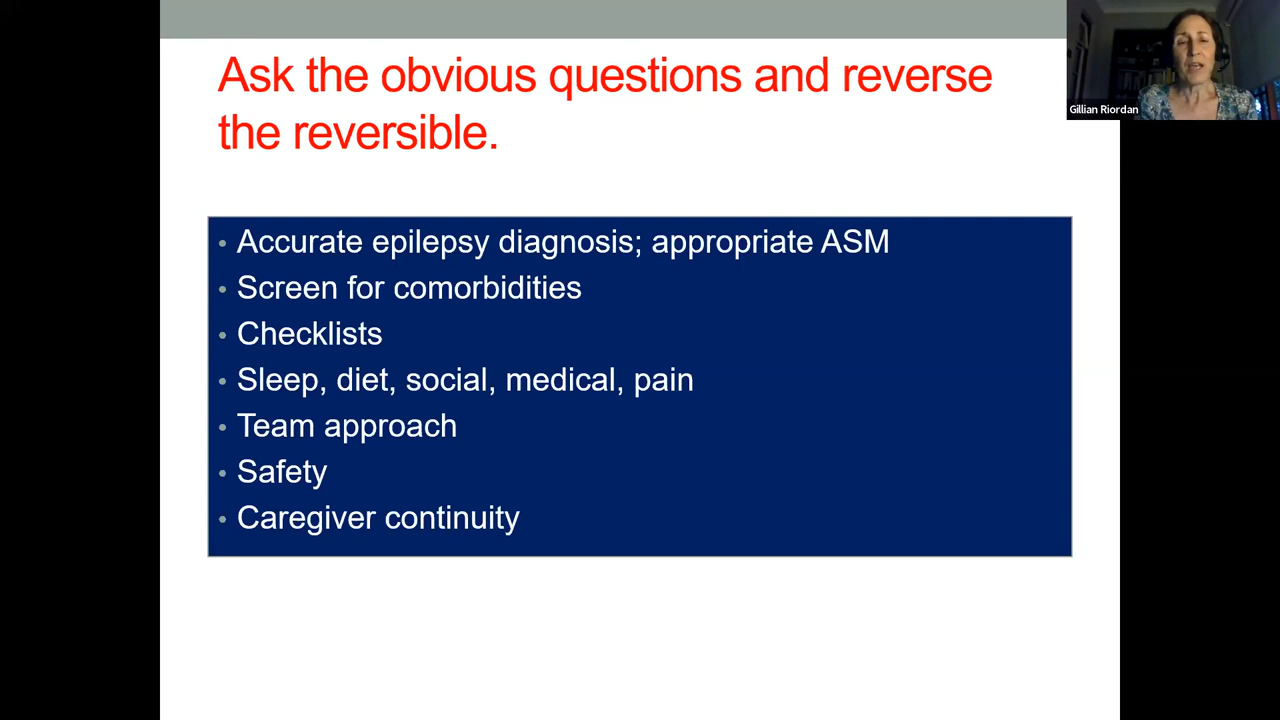 Ask the obvious questions and reverse
the reversible.
Gillian Riordan
• Accurate epilepsy diagnosis; appropriate ASM
• Screen for comorbidities
• Checklists
• Sleep, diet, social, medical, pain
• Team approach
• Safety
• Caregiver continuity